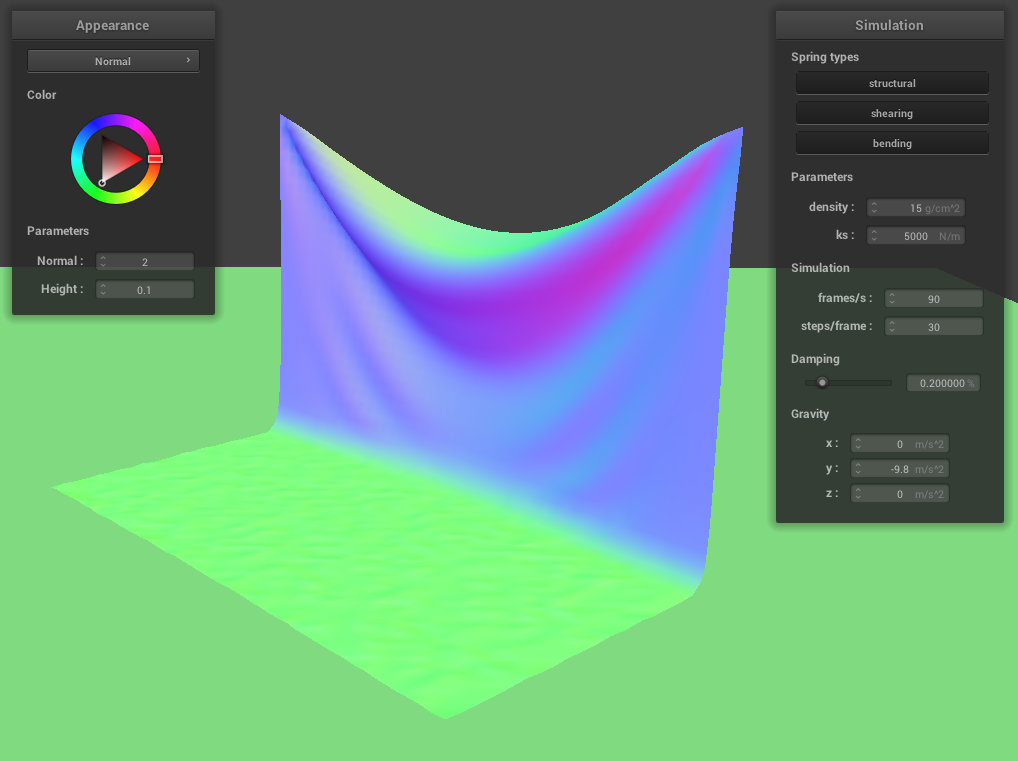 Appearance
Normal
Color
Parameters
Normal : 2
Height : 0.1
Simulation
Spring types
structural
shearing
bending
Parameters
density : 15 g/cm^2
ks : 5000 N/m
Simulation
frames/s : 90
steps/frame : 30
Damping
0.200000 %
Gravity
x : 0 m/s^2
y : -9.8 m/s^2
z : 0 m/s^2